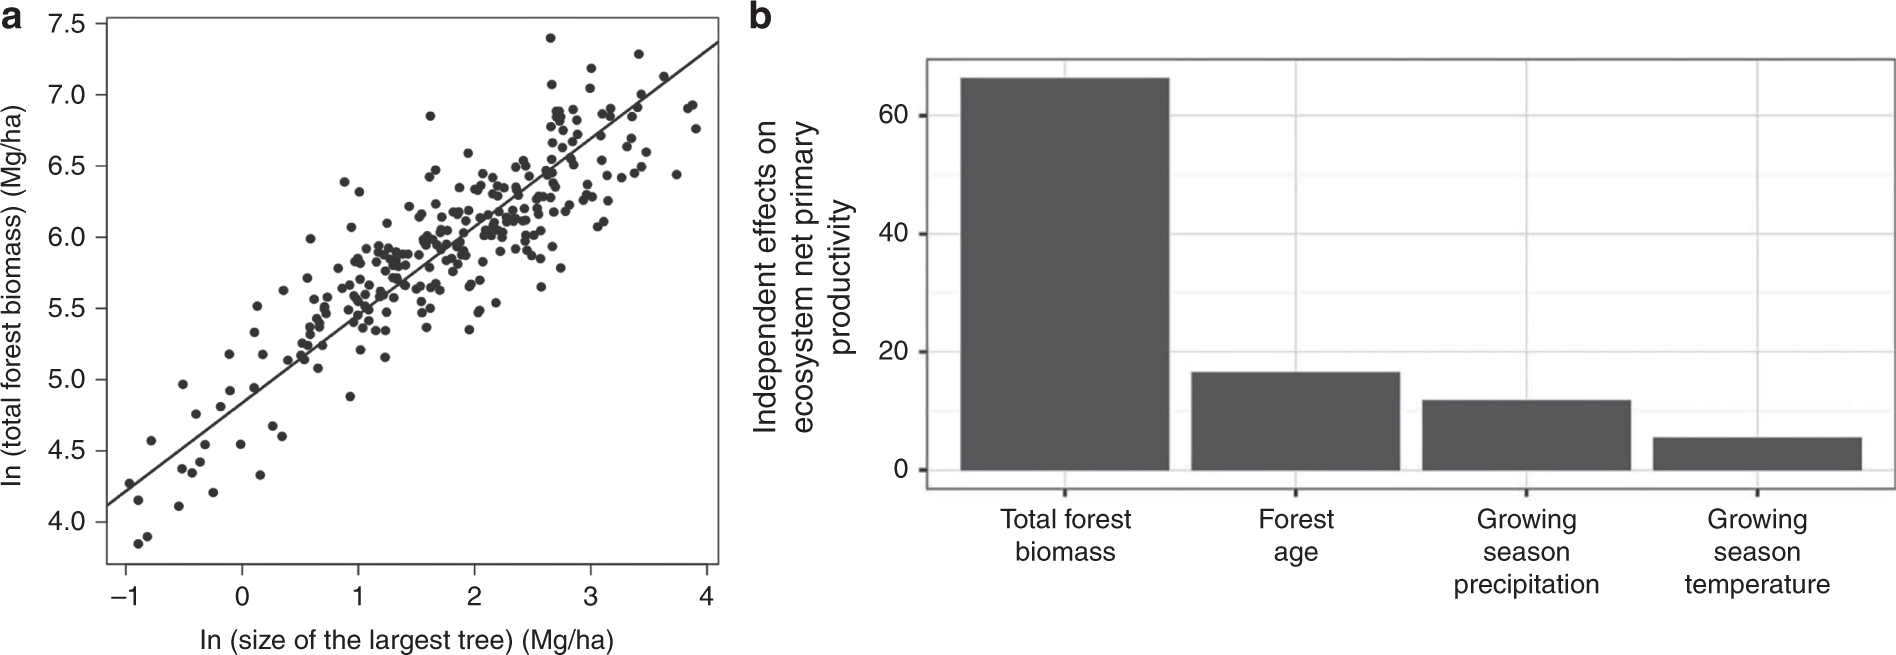 a
7.5
7.0
6.5
6.0
5.5
5.0
4.5
4.0
ln (total forest biomass) (Mg/ha)
–1 0 1 2 3 4
ln (size of the largest tree) (Mg/ha)
b
Independent effects on
ecosystem net primary
productivity
60
40
20
0
Total forest
biomass
Forest
age
Growing
season
precipitation
Growing
season
temperature